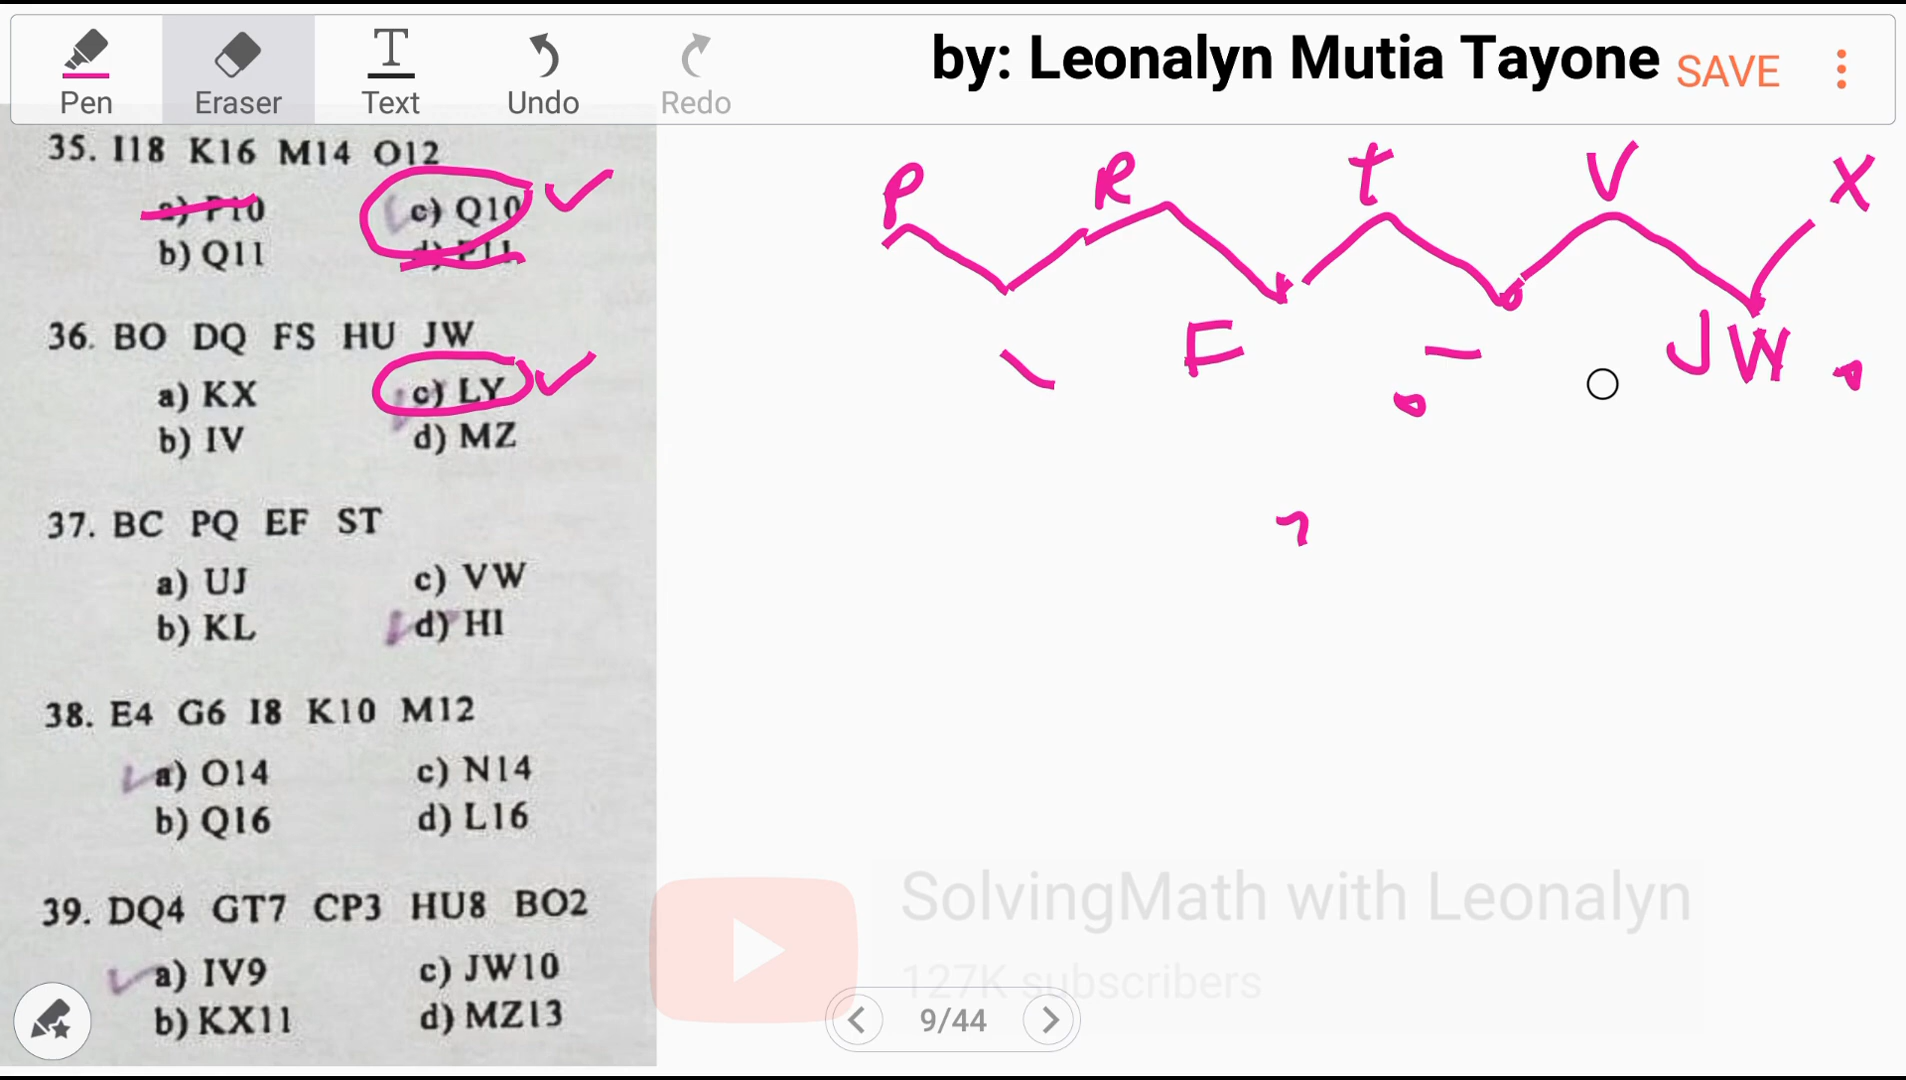 by: Leonalyn Mutia Tayone
SAVE
Pen Eraser Text Undo Redo
35. I18 K16 M14 O12
a) P10 c) Q10
b) Q11 d) P11
36. BO DQ FS HU JW
a) KX c) LY
b) IV d) MZ
37. BC PQ EF ST
a) UJ c) VW
b) KL d) HI
38. E4 G6 I8 K10 M12
a) O14 c) N14
b) Q16 d) L16
39. DQ4 GT7 CP3 HU8 BO2
a) IV9 c) JW10
b) KX11 d) MZ13
P R t V X
F JW
SolvingMath with Leonalyn
127K subscribers
9/44